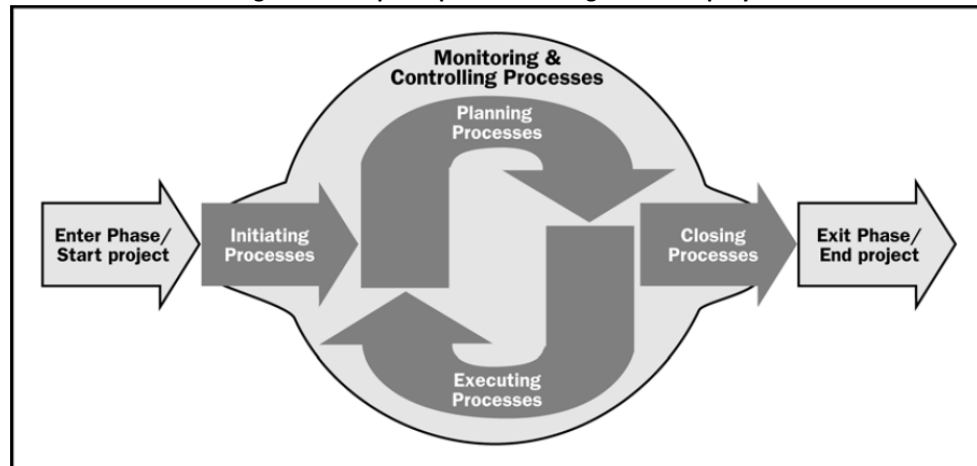 Monitoring &
Controlling Processes
Planning
Processes
Enter Phase/
Start project
Initiating
Processes
Closing
Processes
Exit Phase/
End project
Executing
Processes